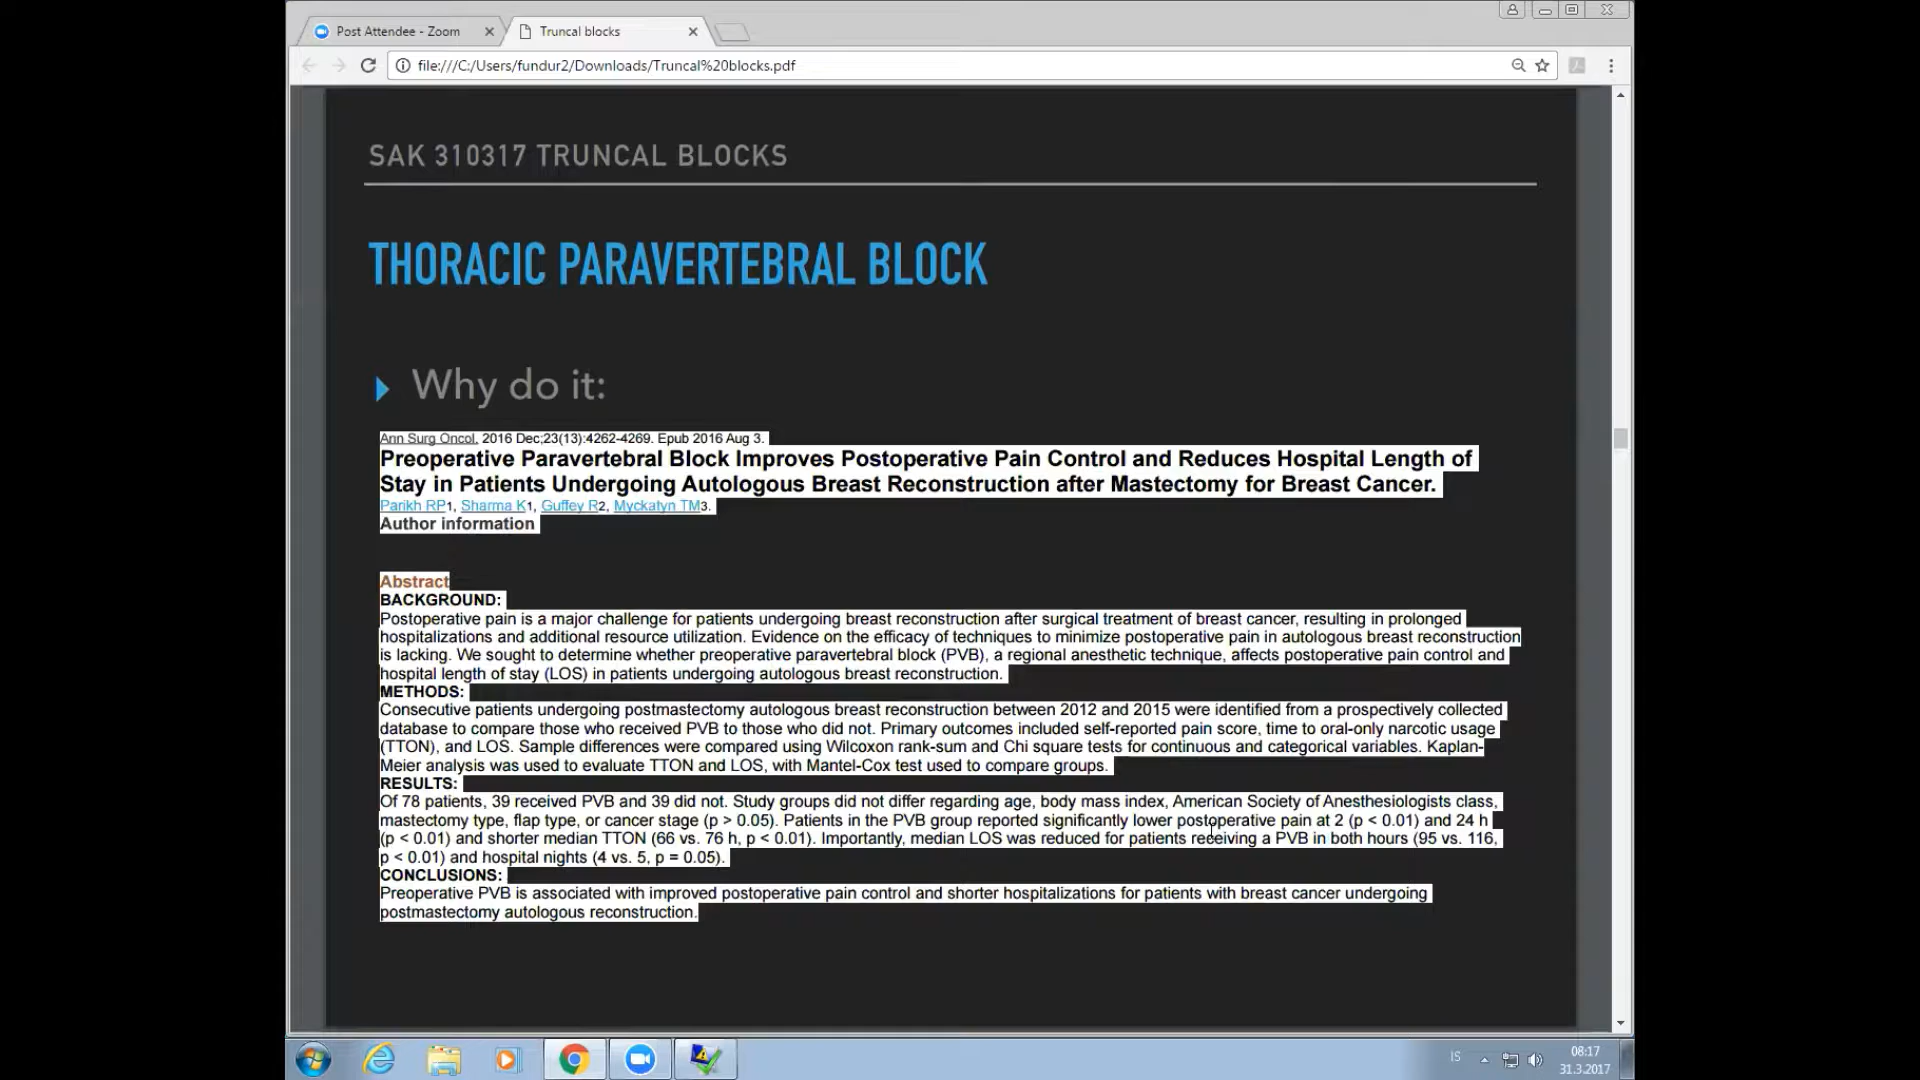 Post Attendee - Zoom
Truncal blocks
file:///C:/Users/fundur2/Downloads/Truncal%20blocks.pdf
SAK 310317 TRUNCAL BLOCKS
THORACIC PARAVERTEBRAL BLOCK
Why do it:
Ann Surg Oncol. 2016 Dec;23(13):4262-4269. Epub 2016 Aug 3.
Preoperative Paravertebral Block Improves Postoperative Pain Control and Reduces Hospital Length of
Stay in Patients Undergoing Autologous Breast Reconstruction after Mastectomy for Breast Cancer.
Parikh RP1, Sharma K1, Guffey R2, Myckatyn TM3.
Author information
Abstract
BACKGROUND:
Postoperative pain is a major challenge for patients undergoing breast reconstruction after surgical treatment of breast cancer, resulting in prolonged
hospitalizations and additional resource utilization. Evidence on the efficacy of techniques to minimize postoperative pain in autologous breast reconstruction
is lacking. We sought to determine whether preoperative paravertebral block (PVB), a regional anesthetic technique, affects postoperative pain control and
hospital length of stay (LOS) in patients undergoing autologous breast reconstruction.
METHODS:
Consecutive patients undergoing postmastectomy autologous breast reconstruction between 2012 and 2015 were identified from a prospectively collected
database to compare those who received PVB to those who did not. Primary outcomes included self-reported pain score, time to oral-only narcotic usage
(TTON), and LOS. Sample differences were compared using Wilcoxon rank-sum and Chi square tests for continuous and categorical variables. Kaplan-
Meier analysis was used to evaluate TTON and LOS, with Mantel-Cox test used to compare groups.
RESULTS:
Of 78 patients, 39 received PVB and 39 did not. Study groups did not differ regarding age, body mass index, American Society of Anesthesiologists class,
mastectomy type, flap type, or cancer stage (p > 0.05). Patients in the PVB group reported significantly lower postoperative pain at 2 (p < 0.01) and 24 h
(p < 0.01) and shorter median TTON (66 vs. 76 h, p < 0.01). Importantly, median LOS was reduced for patients receiving a PVB in both hours (95 vs. 116,
p < 0.01) and hospital nights (4 vs. 5, p = 0.05).
CONCLUSIONS:
Preoperative PVB is associated with improved postoperative pain control and shorter hospitalizations for patients with breast cancer undergoing
postmastectomy autologous reconstruction.
IS
08:17
31.3.2017